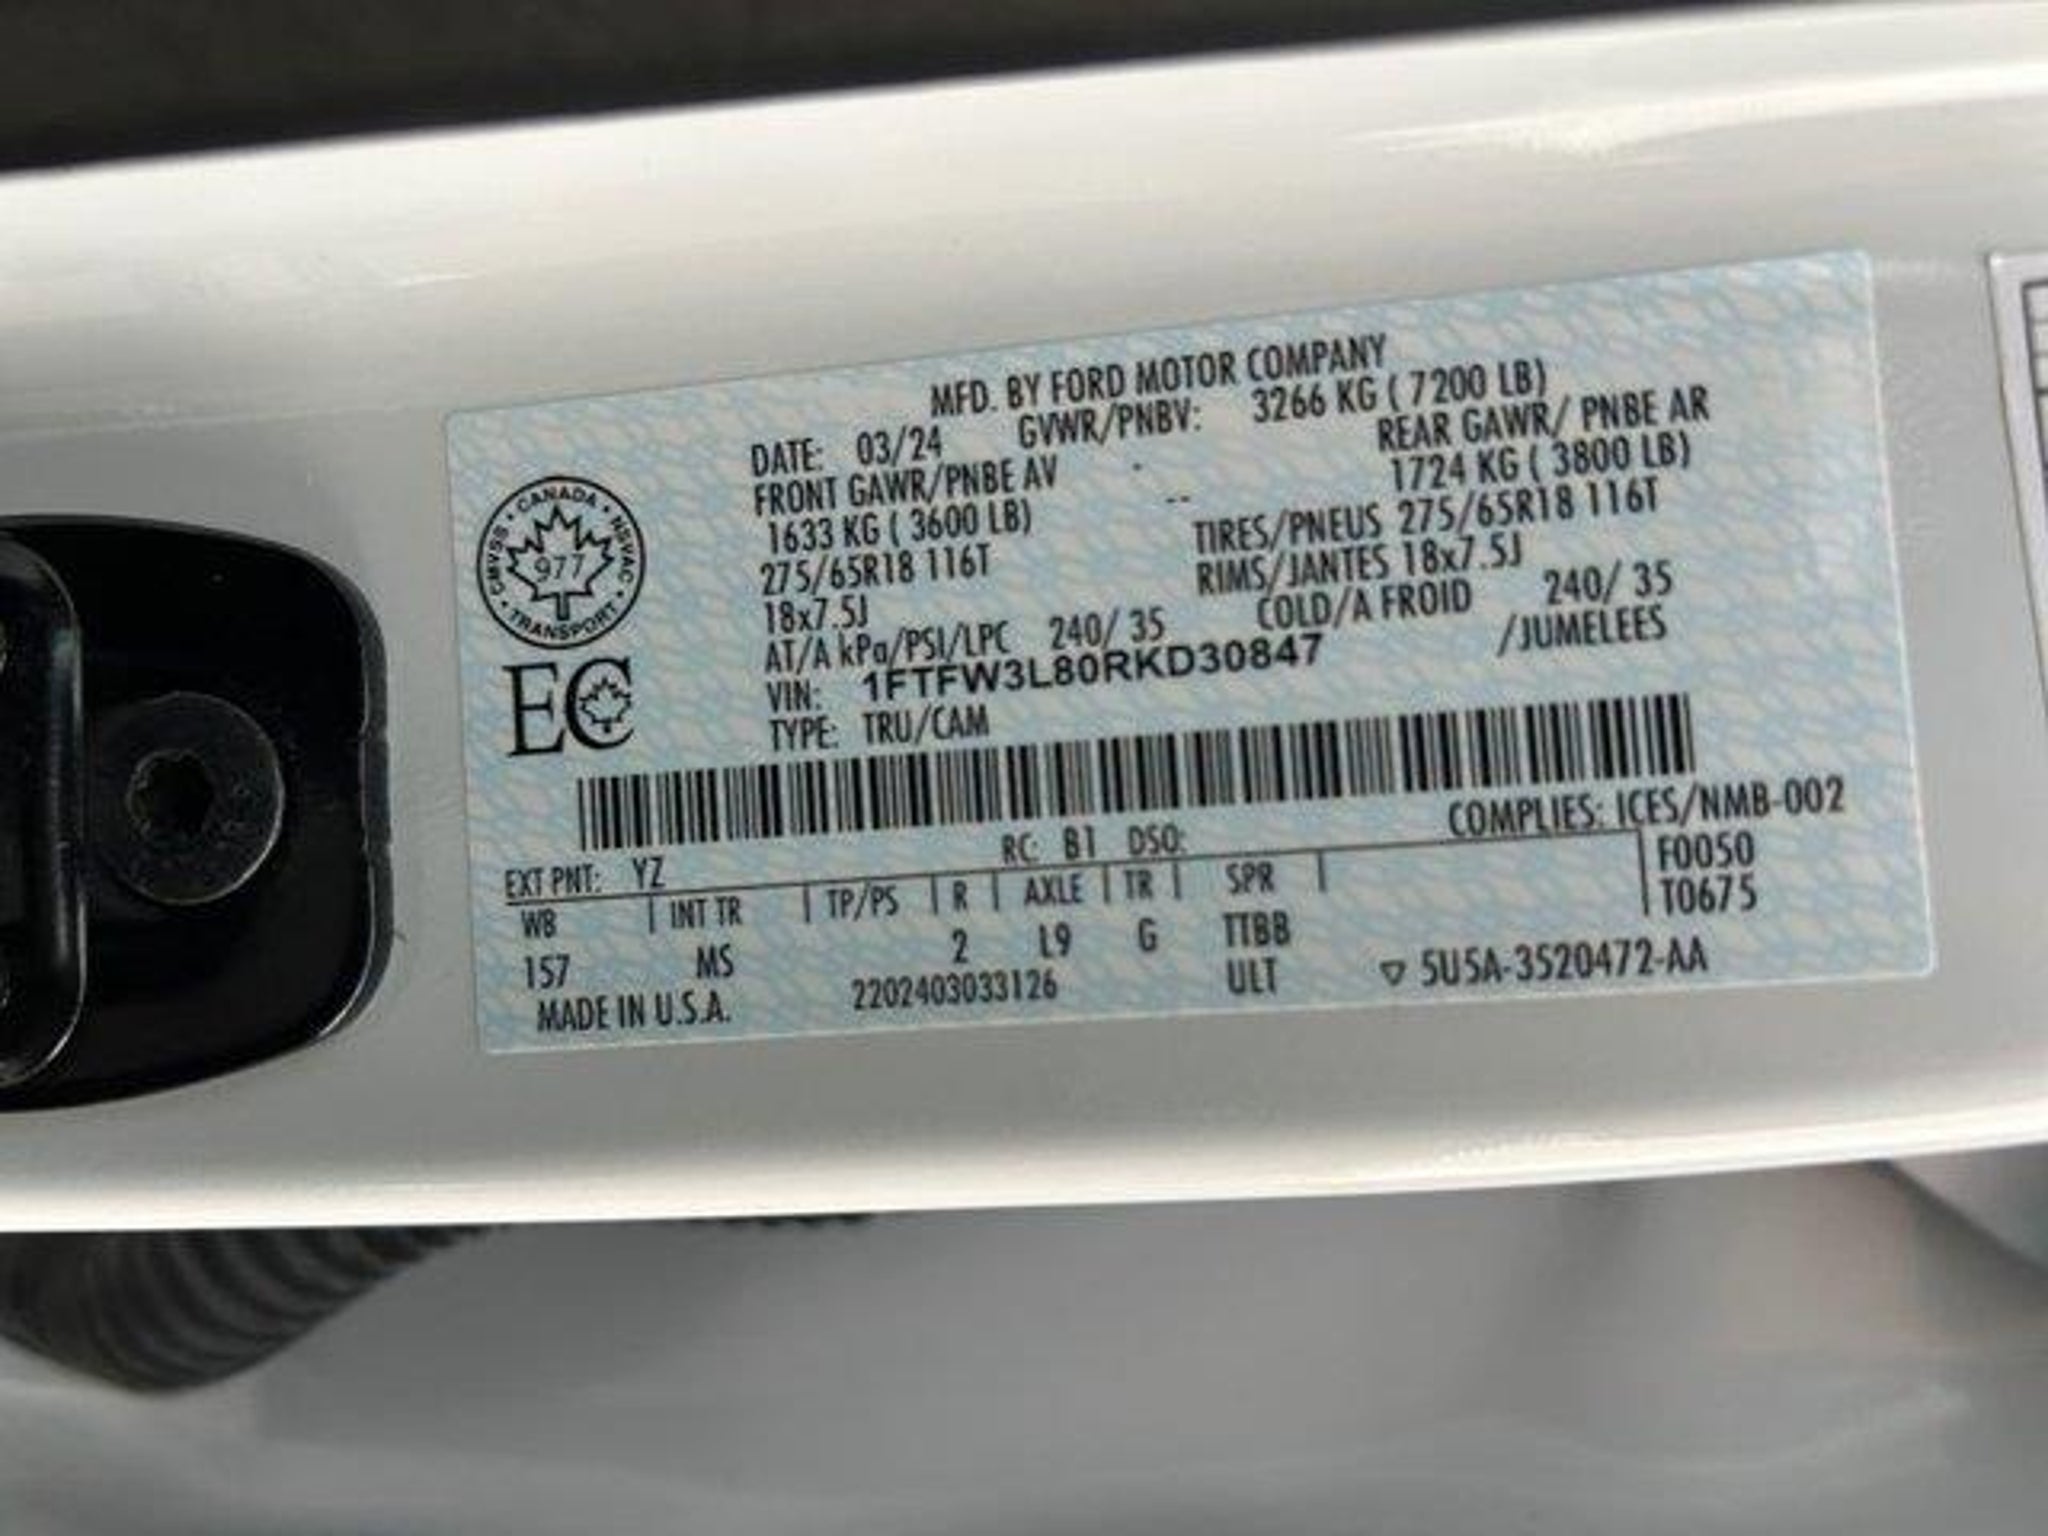 MFD. BY FORD MOTOR COMPANY
DATE: 03/24 GVWR/PNBV: 3266 KG ( 7200 LB)
FRONT GAWR/PNBE AV REAR GAWR/ PNBE AR
1633 KG ( 3600 LB) 1724 KG ( 3800 LB)
275/65R18 116T TIRES/PNEUS 275/65R18 116T
18x7.5J RIMS/JANTES 18x7.5J
AT/A kPa/PSI/LPC 240/ 35 COLD/A FROID 240/ 35
VIN: 1FTFW3L80RKD30847 /JUMELEES
TYPE: TRU/CAM
CMVSS • CANADA • NSVAC • TRANSPORT •
977
EC
COMPLIES: ICES/NMB-002
EXT PNT: YZ RC: B1 DSO: F0050
WB INT TR TP/PS R AXLE TR SPR T0675
157 MS 2 L9 G TTBB
MADE IN U.S.A. 2202403033126 ULT ▽ 5U5A-3520472-AA